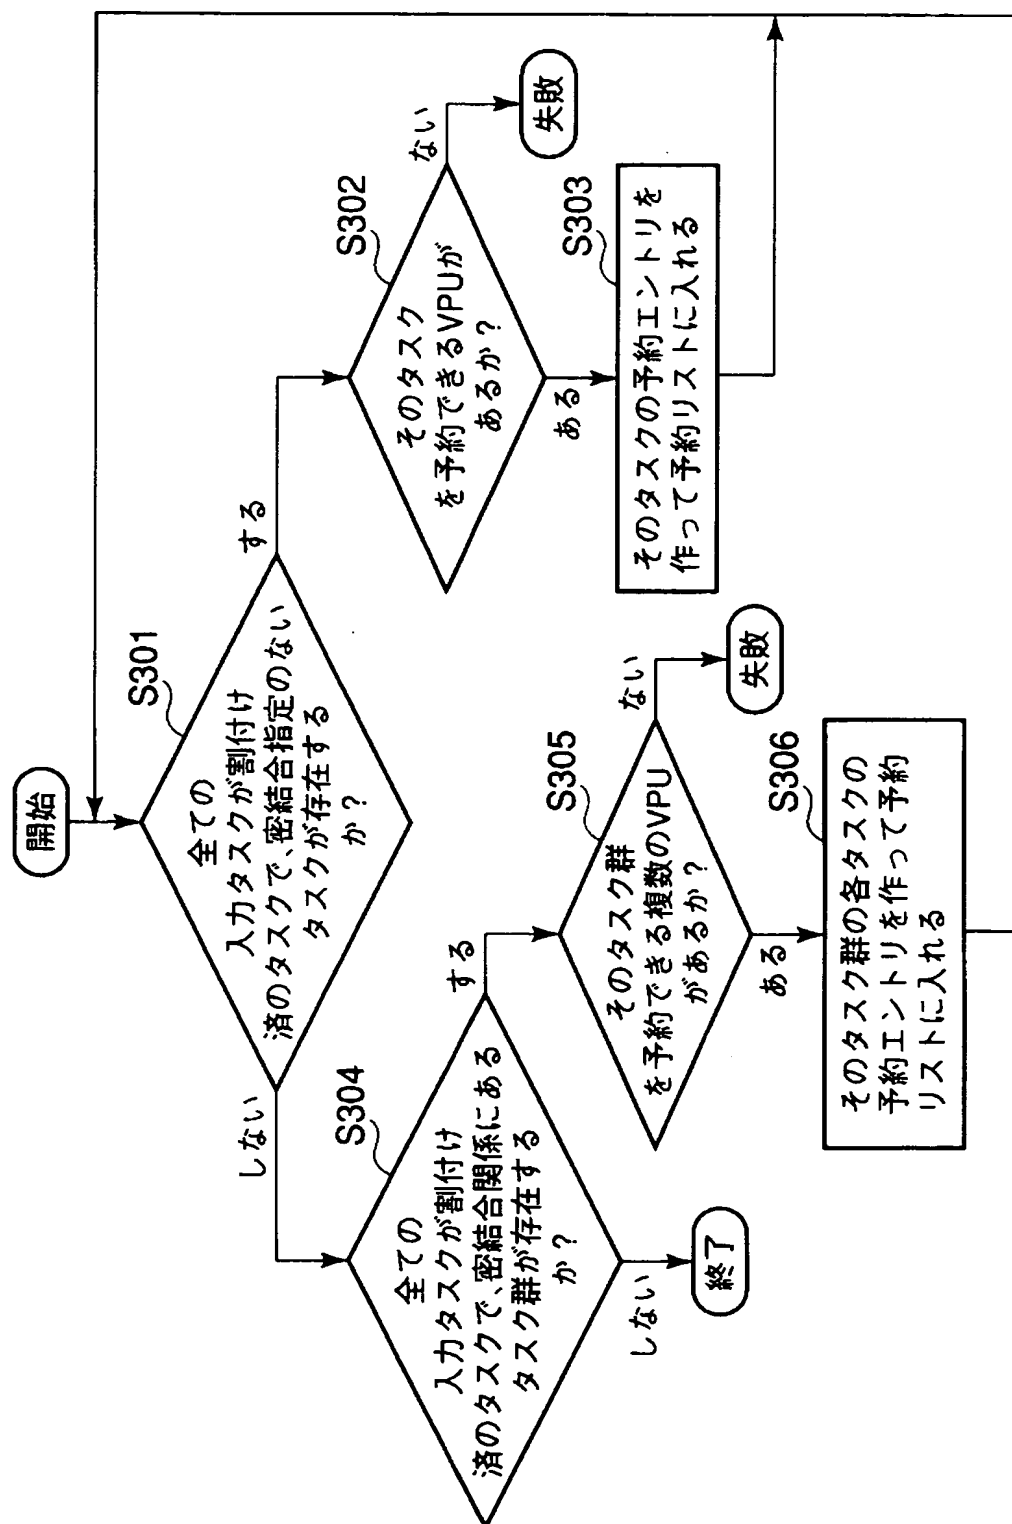 開始
S301
全ての
入力タスクが割付け
済のタスクで、密結合指定のない
タスクが存在する
か？
する
しない
S302
そのタスク
を予約できるVPUが
あるか？
ない
失敗
ある
S303
そのタスクの予約エントリを
作って予約リストに入れる
S304
全ての
入力タスクが割付け
済のタスクで、密結合関係にある
タスク群が存在する
か？
する
しない
終了
S305
そのタスク群
を予約できる複数のVPU
があるか？
ない
失敗
ある
S306
そのタスク群の各タスクの
予約エントリを作って予約
リストに入れる